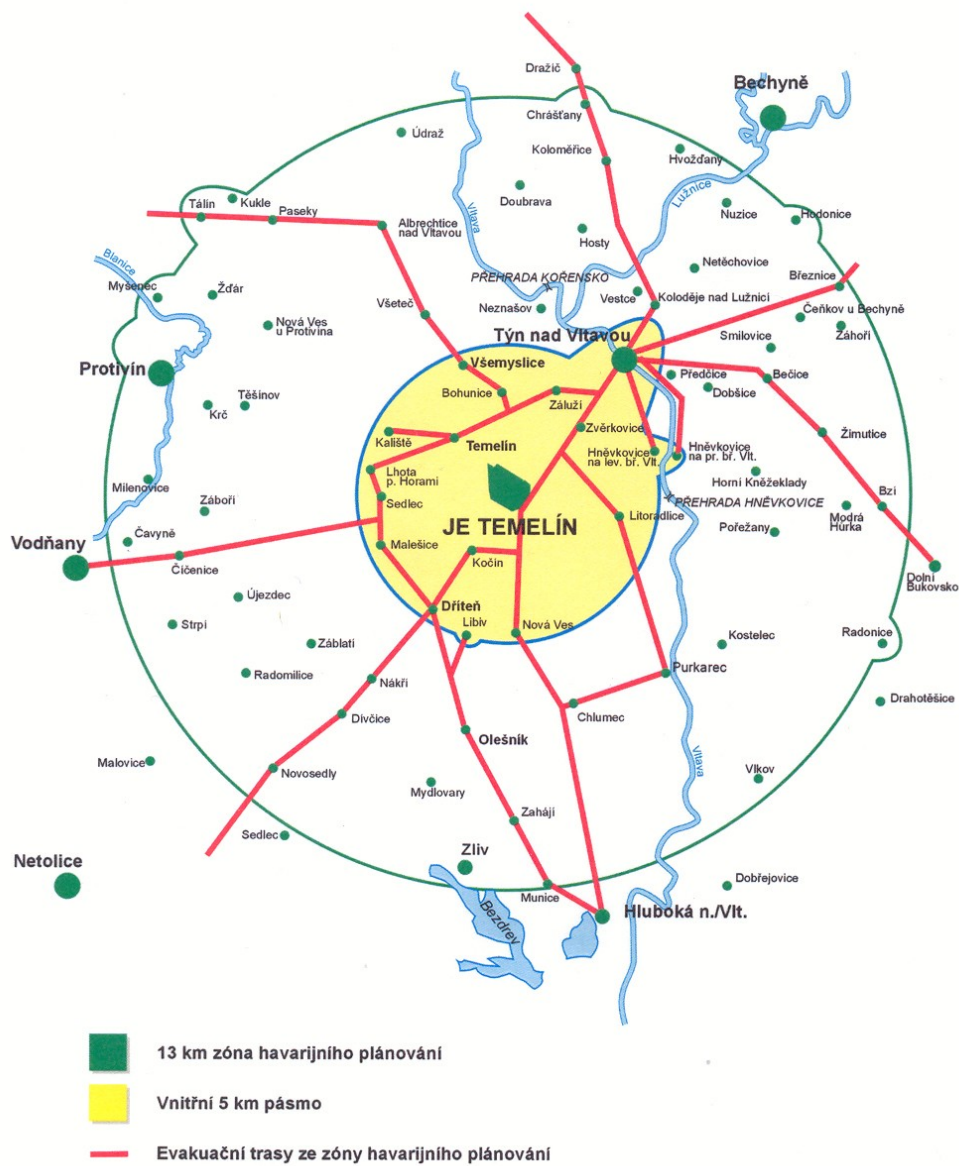 Dražič
Bechyně
Chrášťany
Údraž
Koloměřice
Hvožďany
Lužnice
Doubrava
Vltava
Kukle
Tálín
Paseky
Nuzice
Hodonice
Albrechtice
nad Vltavou
Hosty
Blanice
Netěchovice
PŘEHRADA KOŘENSKO
Březnice
Myšenec
Žďár
Vestce
Koloděje nad Lužnicí
Všeteč
Neznašov
Čeňkov u Bechyně
Nová Ves
u Protivína
Týn nad Vltavou
Smilovice
Záhoří
Protivín
Všemyslice
Předčice
Bečice
Dobšice
Bohunice
Záluží
Těšínov
Krč
Zvěrkovice
Kaliště
Temelín
Hněvkovice
na lev. bř. Vlt.
Hněvkovice
na pr. bř. Vlt.
Žimutice
Lhota
p. Horami
Horní Kněžeklady
Milenovice
Sedlec
Bzí
Záboří
PŘEHRADA HNĚVKOVICE
Modrá
Hůrka
JE TEMELÍN
Litoradlice
Pořežany
Vodňany
Čavyně
Malešice
Kočín
Čičenice
Dolní
Bukovsko
Újezdec
Dříteň
Libiv
Nová Ves
Strpí
Záblatí
Kostelec
Radonice
Radomilice
Nákří
Purkarec
Divčice
Chlumec
Drahotěšice
Olešník
Vltava
Malovice
Novosedly
Vlkov
Mydlovary
Zahájí
Sedlec
Zliv
Netolice
Dobřejovice
Munice
Hluboká n./Vlt.
Bezdrev
13 km zóna havarijního plánování
Vnitřní 5 km pásmo
Evakuační trasy ze zóny havarijního plánování